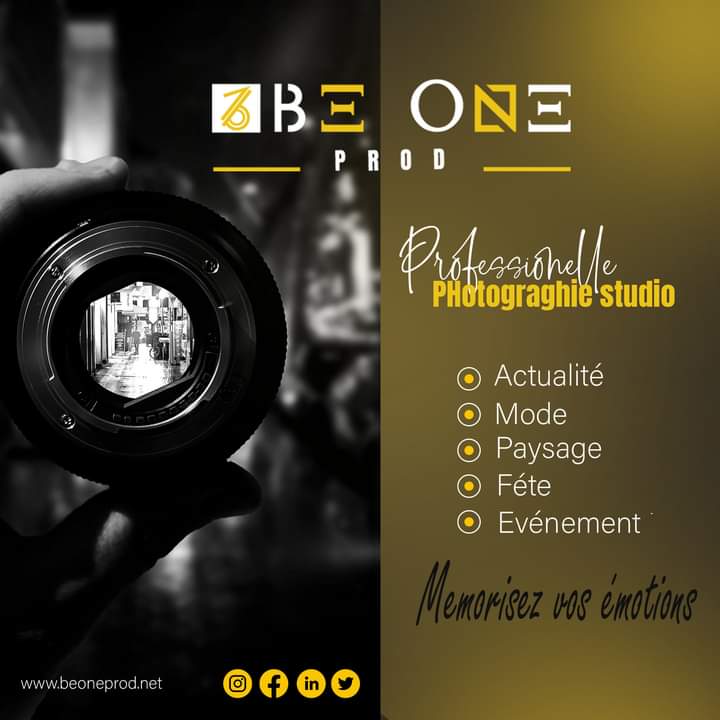 BE ONE
PROD
Professionelle
PHotograghie studio
Actualité
Mode
Paysage
Féte
Evénement
Memorisez vos émotions
www.beoneprod.net